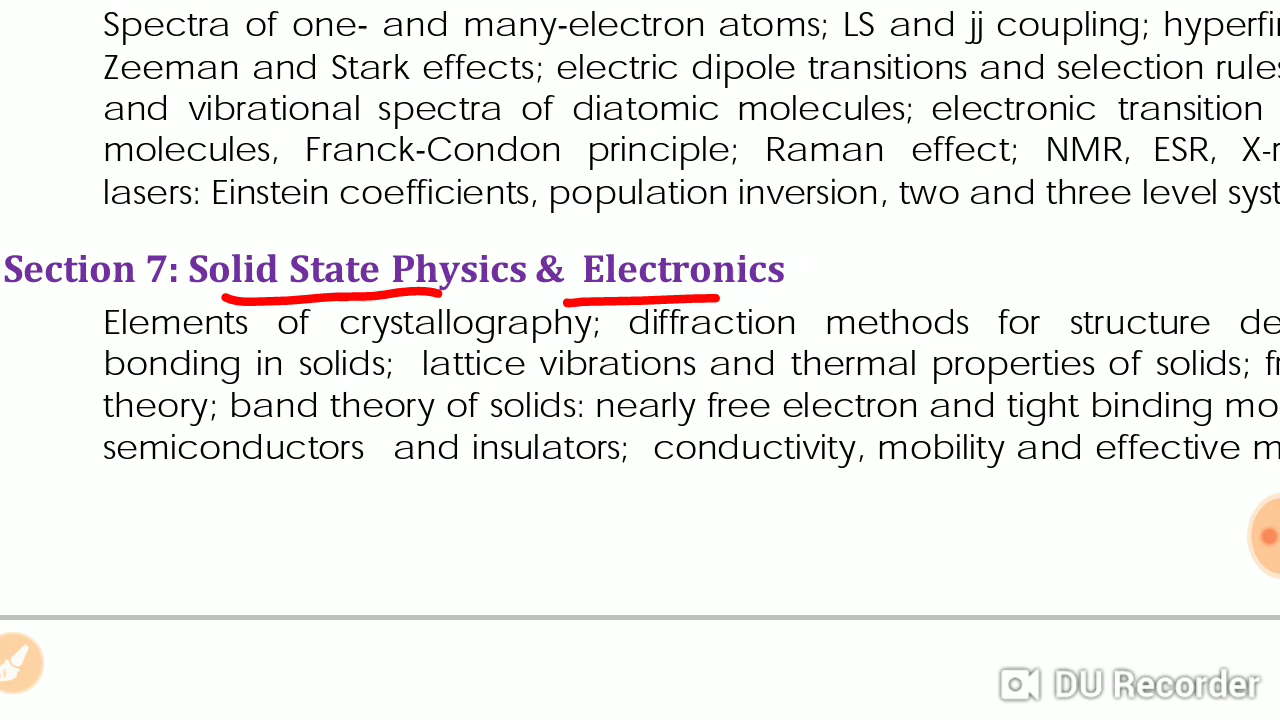 Spectra of one- and many-electron atoms; LS and jj coupling;
Zeeman and Stark effects; electric dipole transitions and selection rules
and vibrational spectra of diatomic molecules; electronic transition
molecules, Franck-Condon principle; Raman effect; NMR, ESR,
lasers: Einstein coefficients, population inversion, two and three level
Section 7: Solid State Physics & Electronics
Elements of crystallography; diffraction methods for structure
bonding in solids; lattice vibrations and thermal properties of solids;
theory; band theory of solids: nearly free electron and tight binding
semiconductors and insulators; conductivity, mobility and effective
DU Recorder